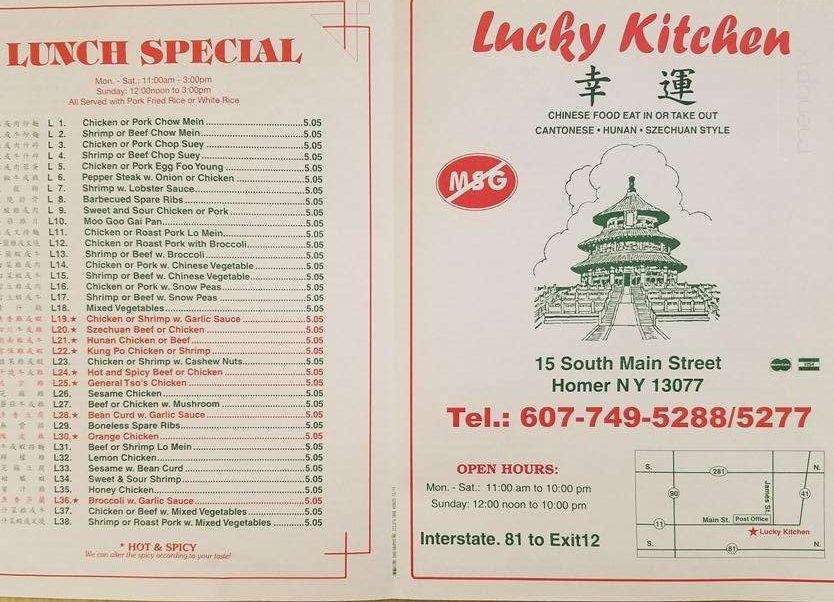 LUNCH SPECIAL
Mon. - Sat.: 11:00am - 3:00pm
Sunday: 12:00noon to 3:00pm
All Served with Pork Fried Rice or White Rice
L 1. Chicken or Pork Chow Mein 5.05
L 2. Shrimp or Beef Chow Mein 5.05
L 3. Chicken or Pork Chop Suey 5.05
L 4. Shrimp or Beef Chop Suey 5.05
L 5. Chicken or Pork Egg Foo Young 5.05
L 6. Pepper Steak w. Onion or Chicken 5.05
L 7. Shrimp w. Lobster Sauce 5.05
L 8. Barbecued Spare Ribs 5.05
L 9. Sweet and Sour Chicken or Pork 5.05
L10. Moo Goo Gai Pan 5.05
L11. Chicken or Roast Pork Lo Mein 5.05
L12. Chicken or Roast Pork with Broccoli 5.05
L13. Shrimp or Beef w. Broccoli 5.05
L14. Chicken or Pork w. Chinese Vegetable 5.05
L15. Shrimp or Beef w. Chinese Vegetable 5.05
L16. Chicken or Pork w. Snow Peas 5.05
L17. Shrimp or Beef w. Snow Peas 5.05
L18. Mixed Vegetables 5.05
L19.★ Chicken or Shrimp w. Garlic Sauce 5.05
L20.★ Szechuan Beef or Chicken 5.05
L21.★ Hunan Chicken or Beef 5.05
L22.★ Kung Po Chicken or Shrimp 5.05
L23. Chicken or Shrimp w. Cashew Nuts 5.05
L24.★ Hot and Spicy Beef or Chicken 5.05
L25.★ General Tso's Chicken 5.05
L26. Sesame Chicken 5.05
L27. Beef or Chicken w. Mushroom 5.05
L28.★ Bean Curd w. Garlic Sauce 5.05
L29. Boneless Spare Ribs 5.05
L30.★ Orange Chicken 5.05
L31. Beef or Shrimp Lo Mein 5.05
L32. Lemon Chicken 5.05
L33. Sesame w. Bean Curd 5.05
L34. Sweet & Sour Shrimp 5.05
L35. Honey Chicken 5.05
L36.★ Broccoli w. Garlic Sauce 5.05
L37. Chicken or Beef w. Mixed Vegetables 5.05
L38. Shrimp or Roast Pork w. Mixed Vegetables 5.05
* HOT & SPICY
We can alter the spicy according to your taste!
Lucky Kitchen
幸運
CHINESE FOOD EAT IN OR TAKE OUT
CANTONESE • HUNAN • SZECHUAN STYLE
MSG
15 South Main Street
Homer N Y 13077
Tel.: 607-749-5288/5277
OPEN HOURS:
Mon. - Sat.: 11:00 am to 10:00 pm
Sunday: 12:00 noon to 10:00 pm
Interstate. 81 to Exit12
S. 281 N.
90 James St. 41
11 Main St. Post Office
★ Lucky Kitchen
S. 81 N.
menupix